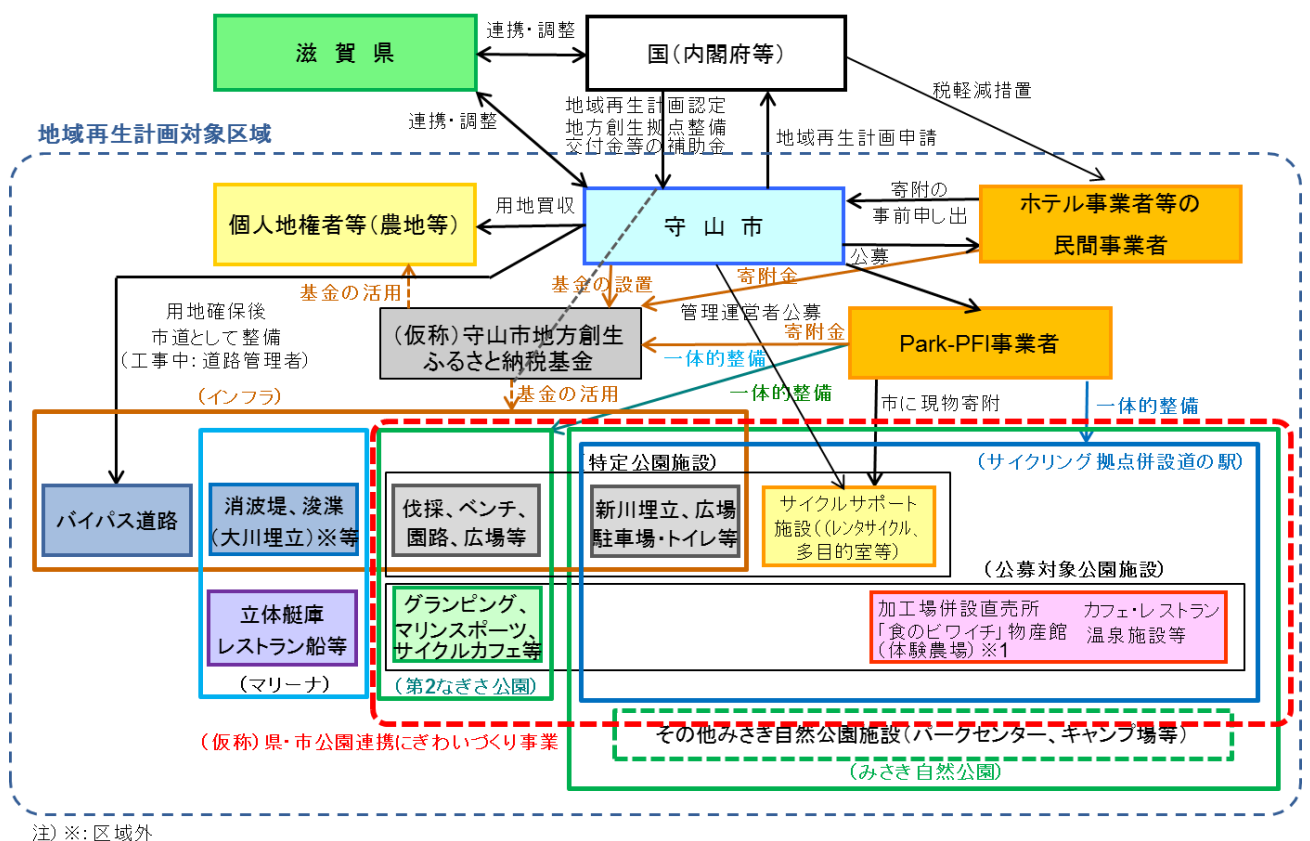 滋 賀 県
連携・調整
国(内閣府等)
税軽減措置
連携・調整
地域再生計画認定
地方創生拠点整備
交付金等の補助金
地域再生計画申請
地域再生計画対象区域
個人地権者等(農地等)
用地買収
守 山 市
寄附の
事前申し出
ホテル事業者等の
民間事業者
公募
基金の活用
基金の設置
寄附金
用地確保後
市道として整備
(工事中:道路管理者)
(仮称)守山市地方創生
ふるさと納税基金
管理運営者公募
寄附金
一体的整備
Park-PFI事業者
(インフラ)
基金の活用
一体的整備
市に現物寄附
一体的整備
特定公園施設)
(サイクリング拠点併設道の駅)
バイパス道路
消波堤、浚渫
(大川埋立)※等
伐採、ベンチ、
園路、広場等
新川埋立、広場
駐車場・トイレ等
サイクルサポート
施設((レンタサイクル、
多目的室等)
(公募対象公園施設)
立体艇庫
レストラン船等
グランピング、
マリンスポーツ、
サイクルカフェ等
加工場併設直売所
「食のビワイチ」物産館
(体験農場)※1
カフェ・レストラン
温泉施設等
(マリーナ)
(第2なぎさ公園)
(仮称)県・市公園連携にぎわいづくり事業
その他みさき自然公園施設(パークセンター、キャンプ場等)
(みさき自然公園)
注)※:区域外